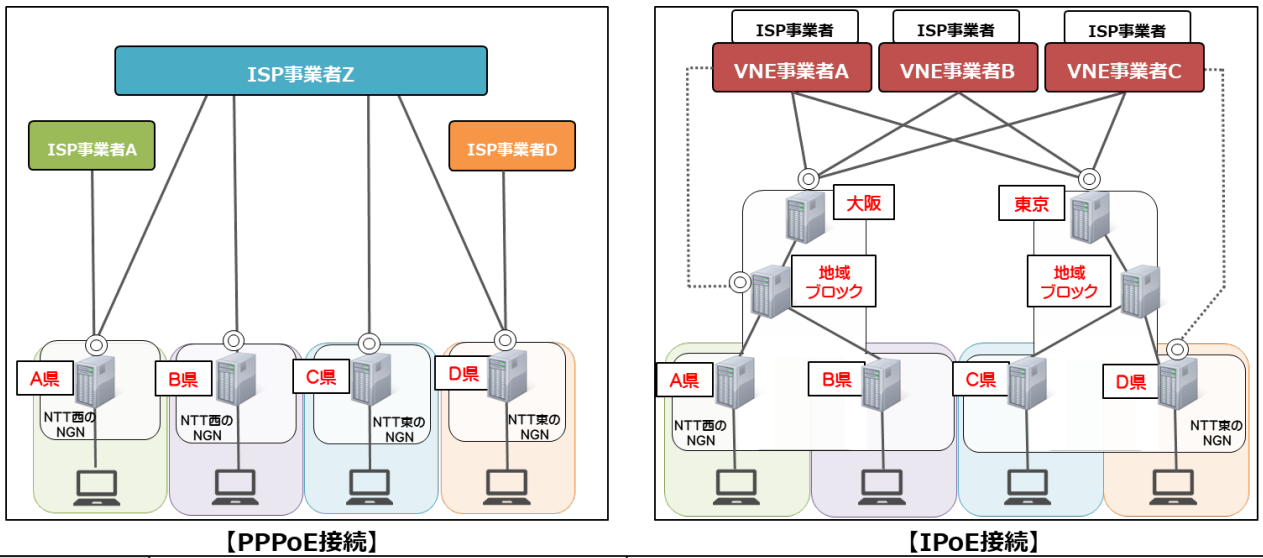 ISP事業者Z
ISP事業者A
ISP事業者D
A県
B県
C県
D県
NTT西の
NGN
NTT西の
NGN
NTT東の
NGN
NTT東の
NGN
【PPPoE接続】
ISP事業者
ISP事業者
ISP事業者
VNE事業者A
VNE事業者B
VNE事業者C
大阪
東京
地域
ブロック
地域
ブロック
A県
B県
C県
D県
NTT西の
NGN
NTT東の
NGN
【IPoE接続】